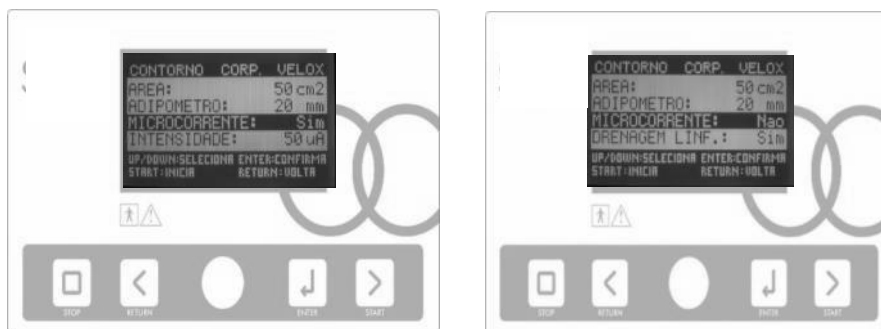 CONTORNO CORP. VELOX
AREA: 50 cm2
ADIPOMETRO: 20 mm
MICROCORRENTE: Sim
INTENSIDADE: 50 uA
UP/DOWN:SELECIONA ENTER:CONFIRMA
START:INICIA RETURN:VOLTA
STOP
RETURN
ENTER
START
CONTORNO CORP. VELOX
AREA: 50 cm2
ADIPOMETRO: 20 mm
MICROCORRENTE: Nao
DRENAGEM LINF.: Sim
UP/DOWN:SELECIONA ENTER:CONFIRMA
START:INICIA RETURN:VOLTA
STOP
RETURN
ENTER
START